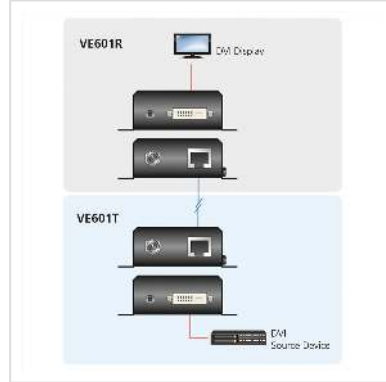 VE601R
DVI Display
VE601T
DVI
Source Device